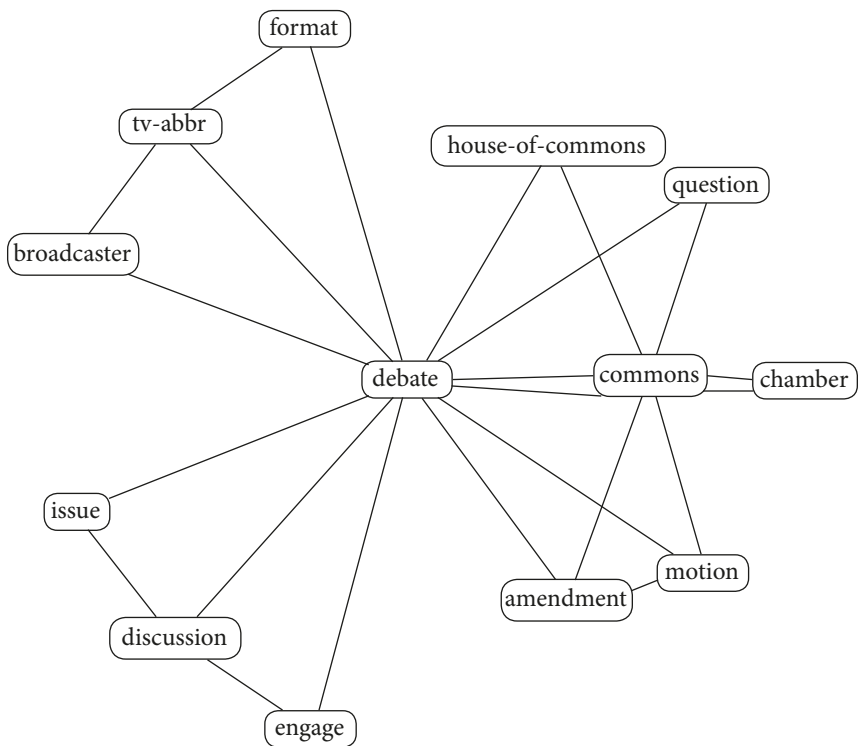 format
tv-abbr
house-of-commons
question
broadcaster
debate
commons
chamber
issue
motion
amendment
discussion
engage